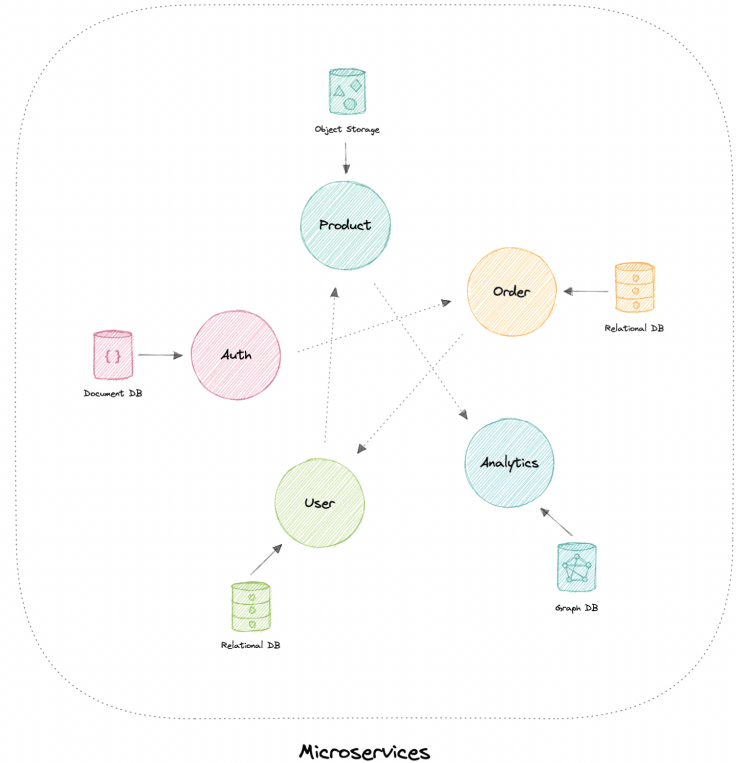 Object Storage
Product
Order
Relational DB
Auth
{}
Document DB
Analytics
User
Graph DB
Relational DB
Microservices